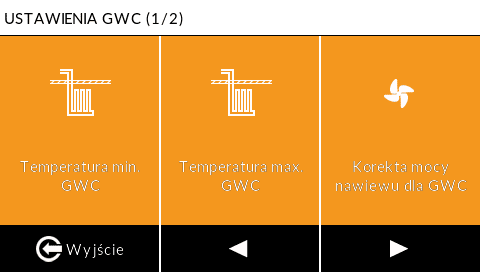 USTAWIENIA GWC (1/2)
Temperatura min.
GWC
Temperatura max.
GWC
Korekta mocy
nawiewu dla GWC
Wyjście